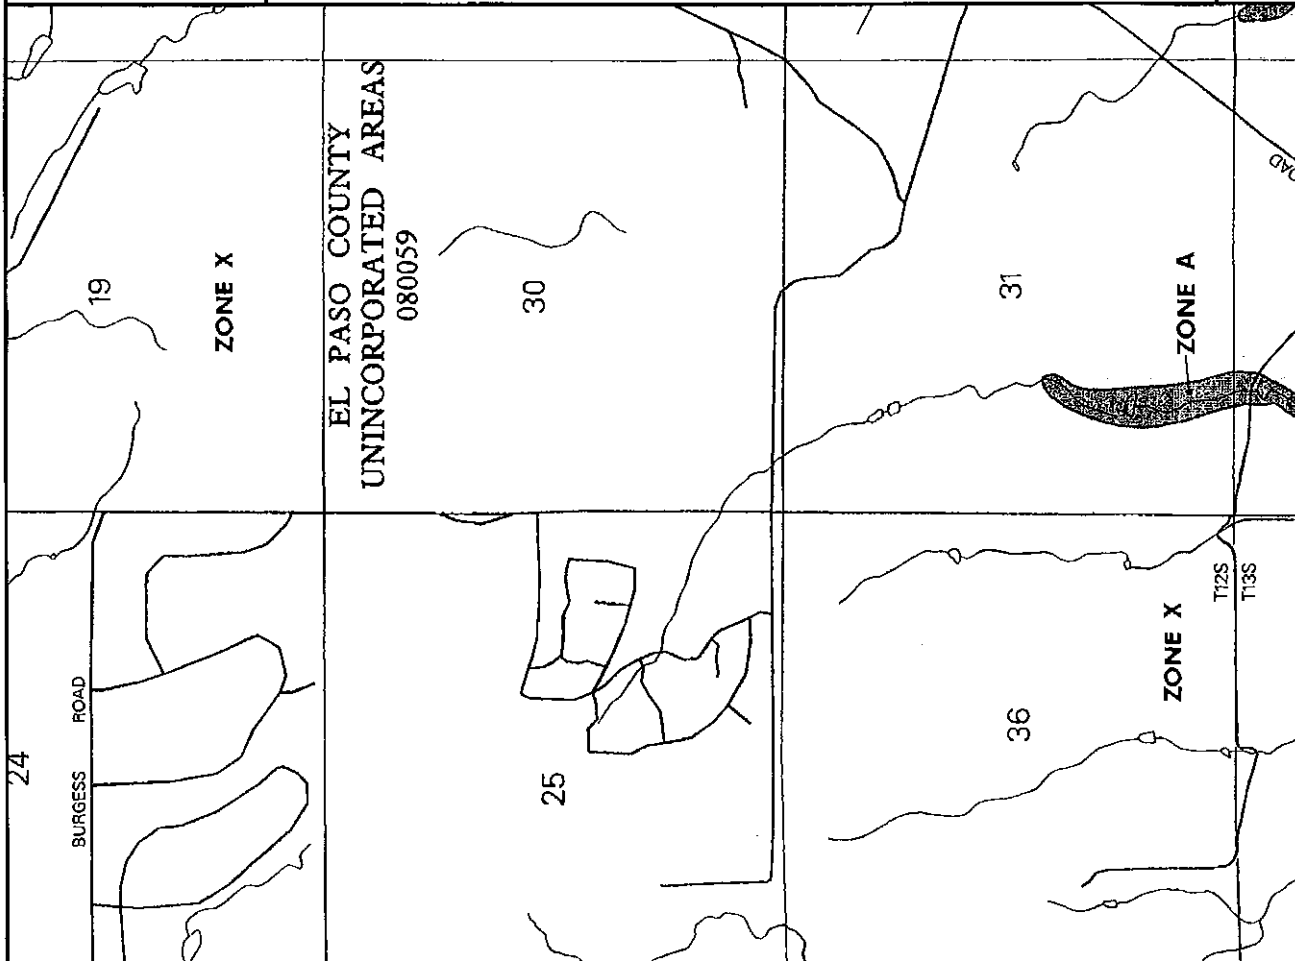 24
BURGESS ROAD
19
ZONE X
EL PASO COUNTY
UNINCORPORATED AREAS
080059
30
25
31
ZONE A
36
ZONE X
T12S
T13S